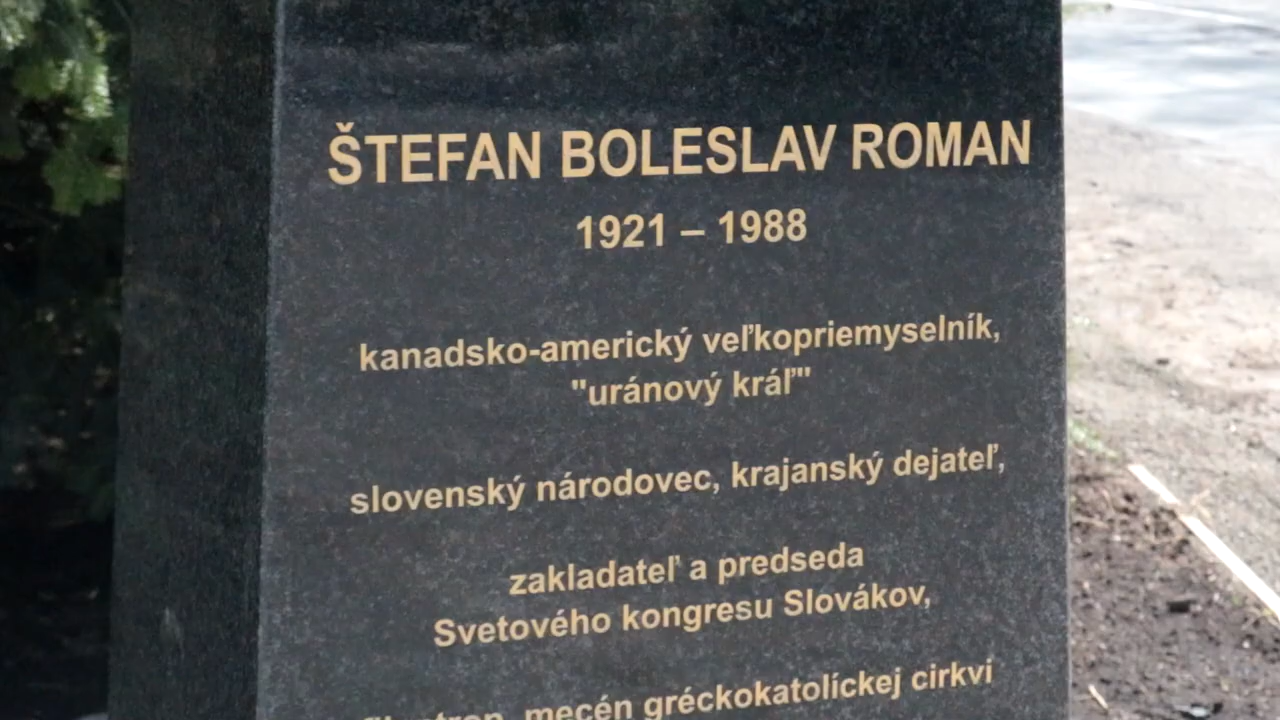 ŠTEFAN BOLESLAV ROMAN
1921 – 1988
kanadsko-americký veľkopriemyselník,
"uránový kráľ"
slovenský národovec, krajanský dejateľ,
zakladateľ a predseda
Svetového kongresu Slovákov,
mecén gréckokatolíckej cirkvi